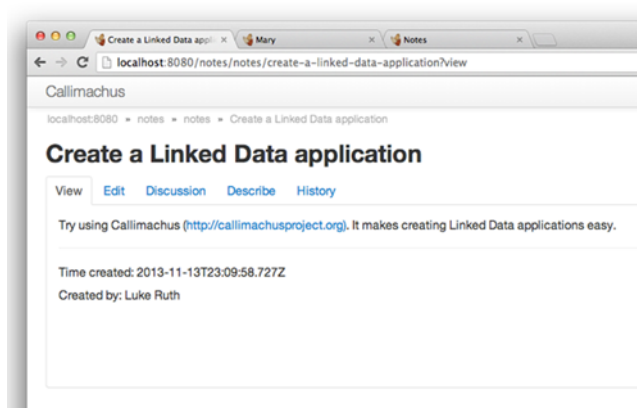 Create a Linked Data appli
Mary
Notes
localhost:8080/notes/notes/create-a-linked-data-application?view
Callimachus
localhost:8080 » notes » notes » Create a Linked Data application
Create a Linked Data application
View Edit Discussion Describe History
Try using Callimachus (http://callimachusproject.org). It makes creating Linked Data applications easy.
Time created: 2013-11-13T23:09:58.727Z
Created by: Luke Ruth